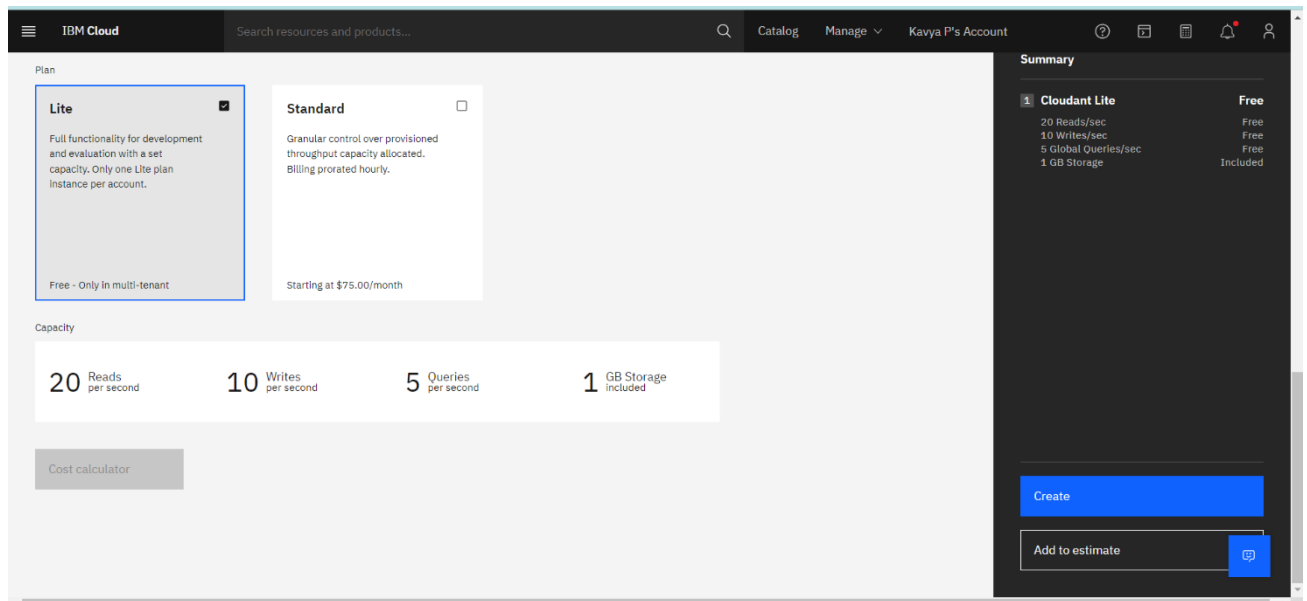 IBM Cloud
Search resources and products...
Catalog
Manage
Kavya P's Account
Plan
Lite
Full functionality for development
and evaluation with a set
capacity. Only one Lite plan
instance per account.
Free - Only in multi-tenant
Standard
Granular control over provisioned
throughput capacity allocated.
Billing prorated hourly.
Starting at $75.00/month
Capacity
20 Reads per second
10 Writes per second
5 Queries per second
1 GB Storage included
Cost calculator
Summary
1 Cloudant Lite Free
20 Reads/sec Free
10 Writes/sec Free
5 Global Queries/sec Free
1 GB Storage Included
Create
Add to estimate